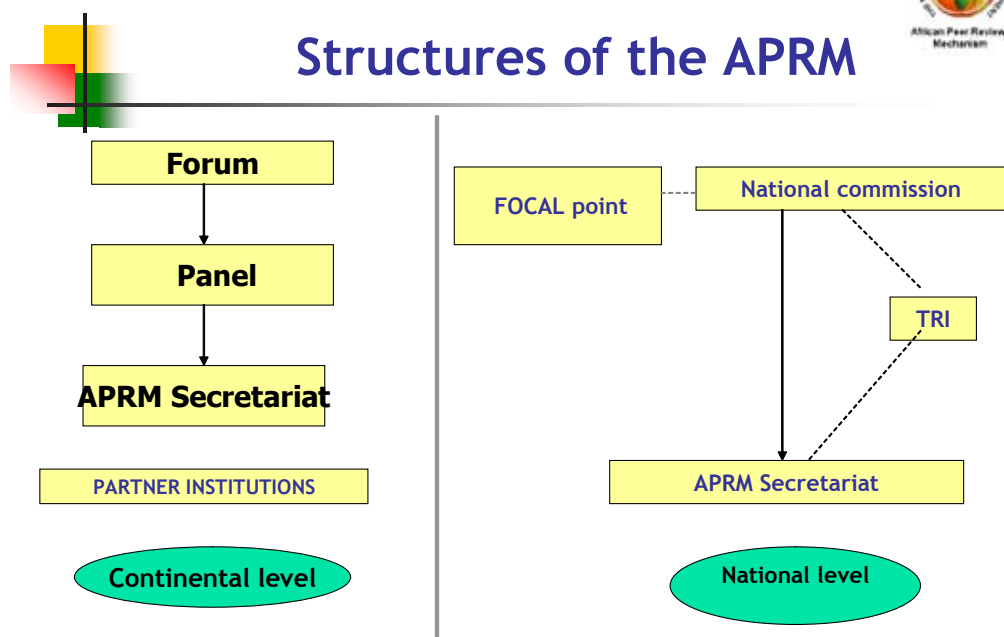 Structures of the APRM
African Peer Review
Mechanism
Forum
Panel
APRM Secretariat
PARTNER INSTITUTIONS
Continental level
FOCAL point
National commission
TRI
APRM Secretariat
National level